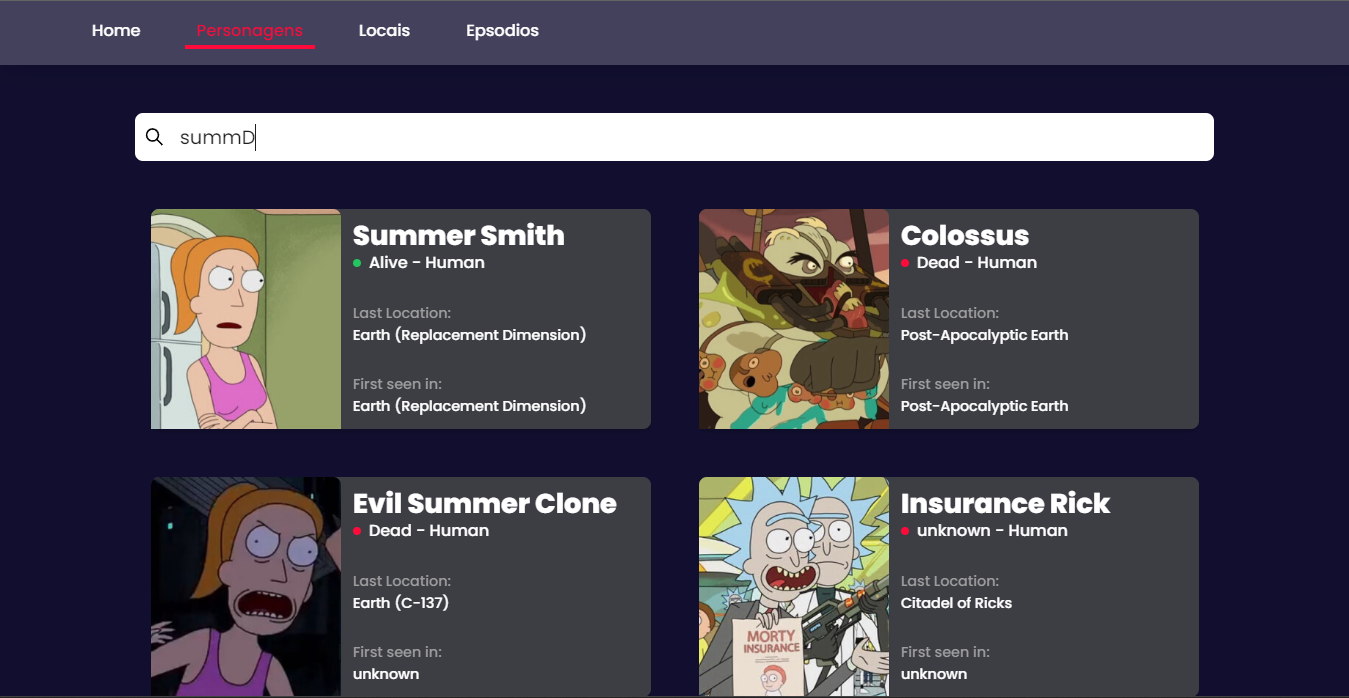 Home Personagens Locais Epsodios
summD
Summer Smith
Alive - Human
Last Location:
Earth (Replacement Dimension)
First seen in:
Earth (Replacement Dimension)
Colossus
Dead - Human
Last Location:
Post-Apocalyptic Earth
First seen in:
Post-Apocalyptic Earth
Evil Summer Clone
Dead - Human
Last Location:
Earth (C-137)
First seen in:
unknown
Insurance Rick
unknown - Human
Last Location:
Citadel of Ricks
First seen in:
unknown
MORTY
INSURANCE